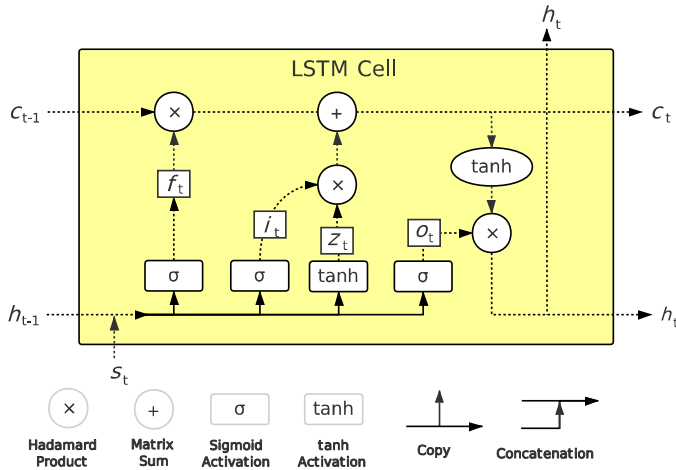 h_t
LSTM Cell
c_t-1 × + c_t
tanh
f_t ×
i_t z_t o_t ×
σ σ tanh σ
h_t-1 h_t
s_t
× + σ tanh
Hadamard Product
Matrix Sum
Sigmoid Activation
tanh Activation
Copy
Concatenation